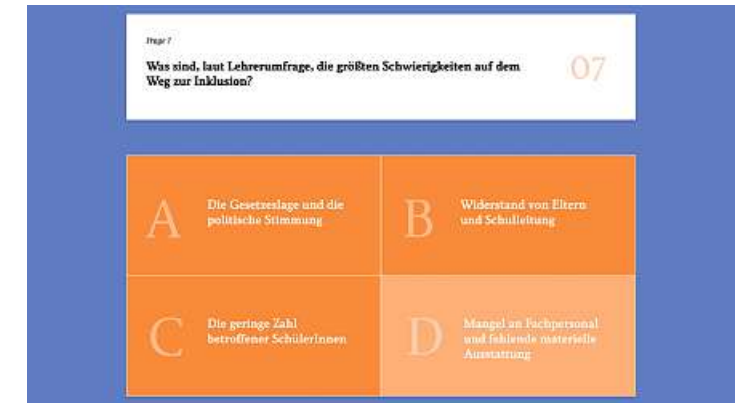 Frage 7
Was sind, laut Lehrerumfrage, die größten Schwierigkeiten auf dem
Weg zur Inklusion?
07
A
Die Gesetzeslage und die
politische Stimmung
B
Widerstand von Eltern
und Schulleitung
C
Die geringe Zahl
betroffener SchülerInnen
D
Mangel an Fachpersonal
und fehlende materielle
Ausstattung